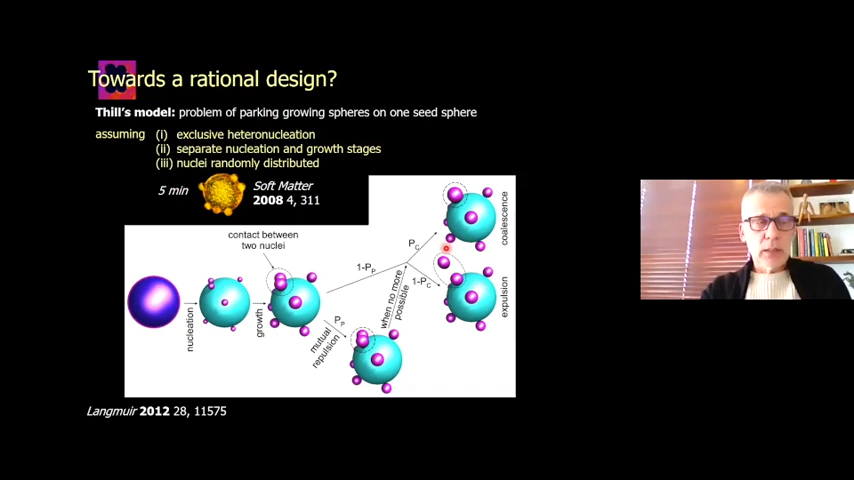 Towards a rational design?
Thill's model: problem of parking growing spheres on one seed sphere
assuming (i) exclusive heteronucleation
(ii) separate nucleation and growth stages
(iii) nuclei randomly distributed
5 min
Soft Matter
2008 4, 311
contact between
two nuclei
nucleation
growth
1-PP
PP
mutual
repulsion
when no more
possible
PC
1-PC
coalescence
expulsion
Langmuir 2012 28, 11575